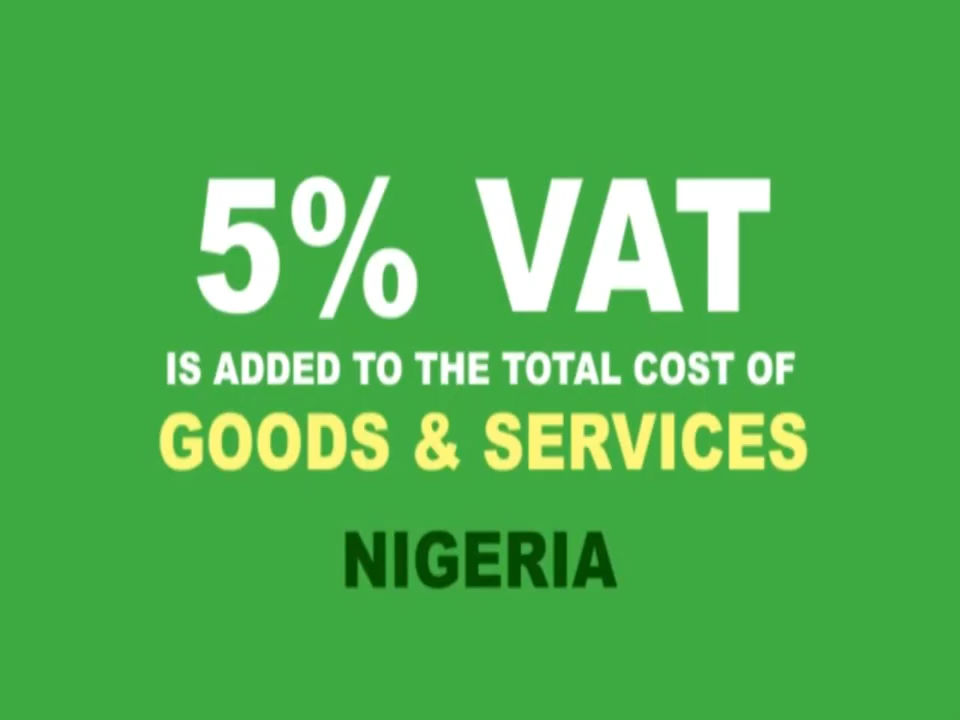 5% VAT
IS ADDED TO THE TOTAL COST OF
GOODS & SERVICES
NIGERIA